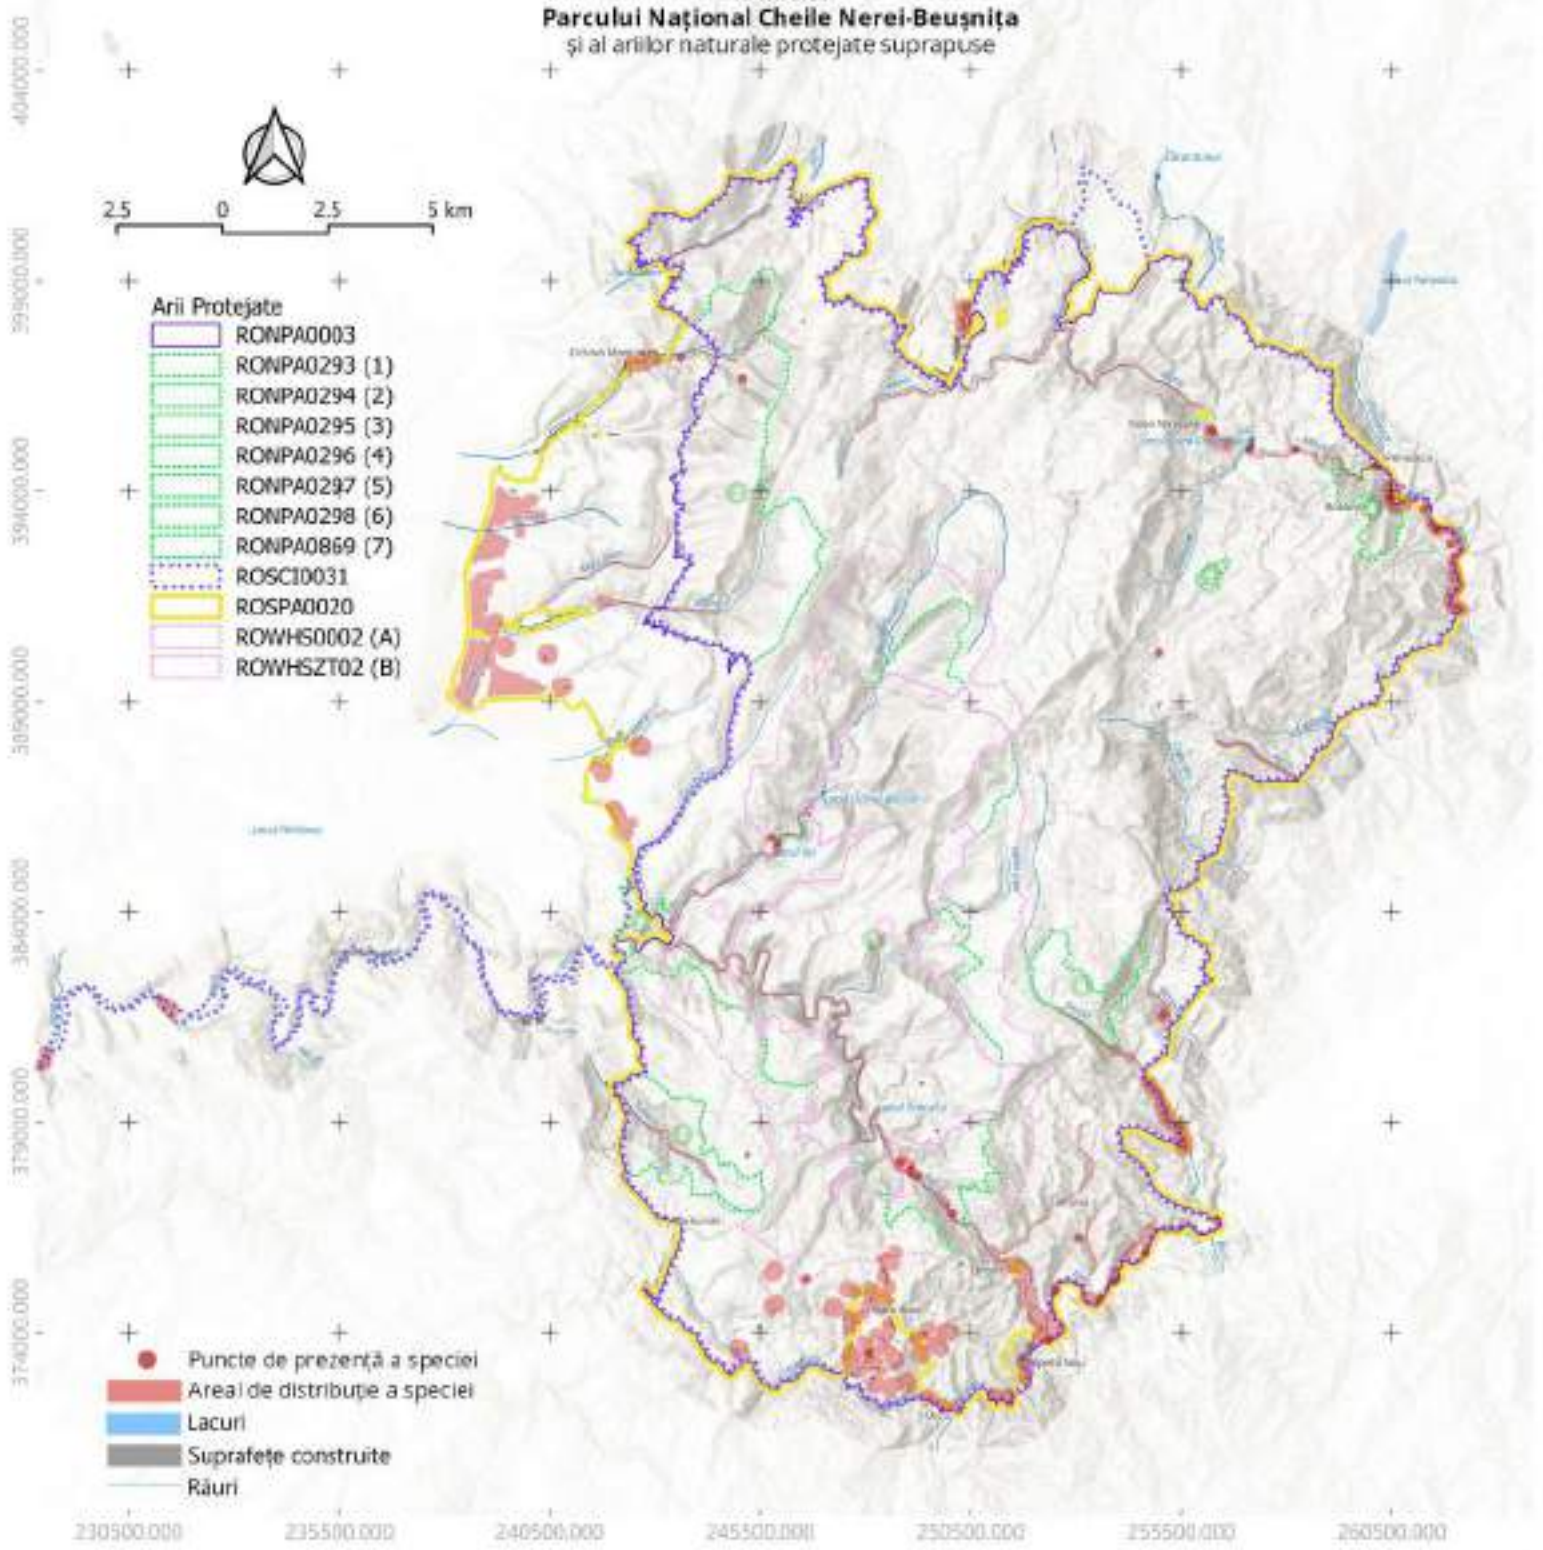 Parcului Național Cheile Nerei-Beușnița
și al ariilor naturale protejate suprapuse
404000.000
399000.000
394000.000
389000.000
384000.000
379000.000
374000.000
2.5 0 2.5 5 km
Arii Protejate
RONPA0003
RONPA0293 (1)
RONPA0294 (2)
RONPA0295 (3)
RONPA0296 (4)
RONPA0297 (5)
RONPA0298 (6)
RONPA0869 (7)
ROSCI0031
ROSPA0020
ROWHS0002 (A)
ROWHSZT02 (B)
Puncte de prezență a speciei
Areal de distribuție a speciei
Lacuri
Suprafețe construite
Râuri
230500.000 235500.000 240500.000 245500.000 250500.000 255500.000 260500.000